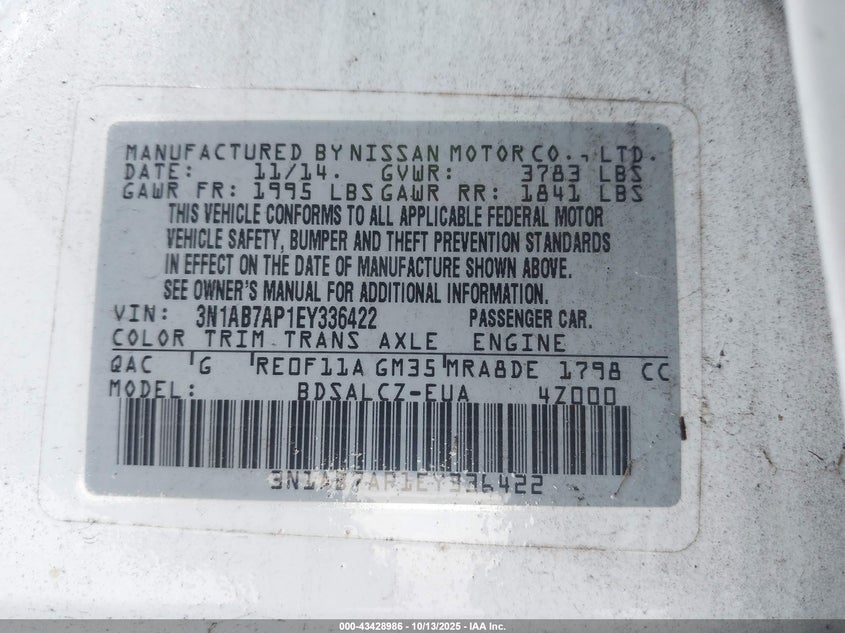 MANUFACTURED BY NISSAN MOTOR CO., LTD.
DATE: 11/14. GVWR: 3783 LBS
GAWR FR: 1995 LBS GAWR RR: 1841 LBS
THIS VEHICLE CONFORMS TO ALL APPLICABLE FEDERAL MOTOR
VEHICLE SAFETY, BUMPER AND THEFT PREVENTION STANDARDS
IN EFFECT ON THE DATE OF MANUFACTURE SHOWN ABOVE.
SEE OWNER'S MANUAL FOR ADDITIONAL INFORMATION.
VIN: 3N1AB7AP1EY336422 PASSENGER CAR.
COLOR TRIM TRANS AXLE ENGINE
QAC G RE0F11A GM35 MRA8DE 1798 CC
MODEL: BDSALCZ-EUA 4Z000
3N1AB7AP1EY336422
000-43428986 - 10/13/2025 - IAA Inc.